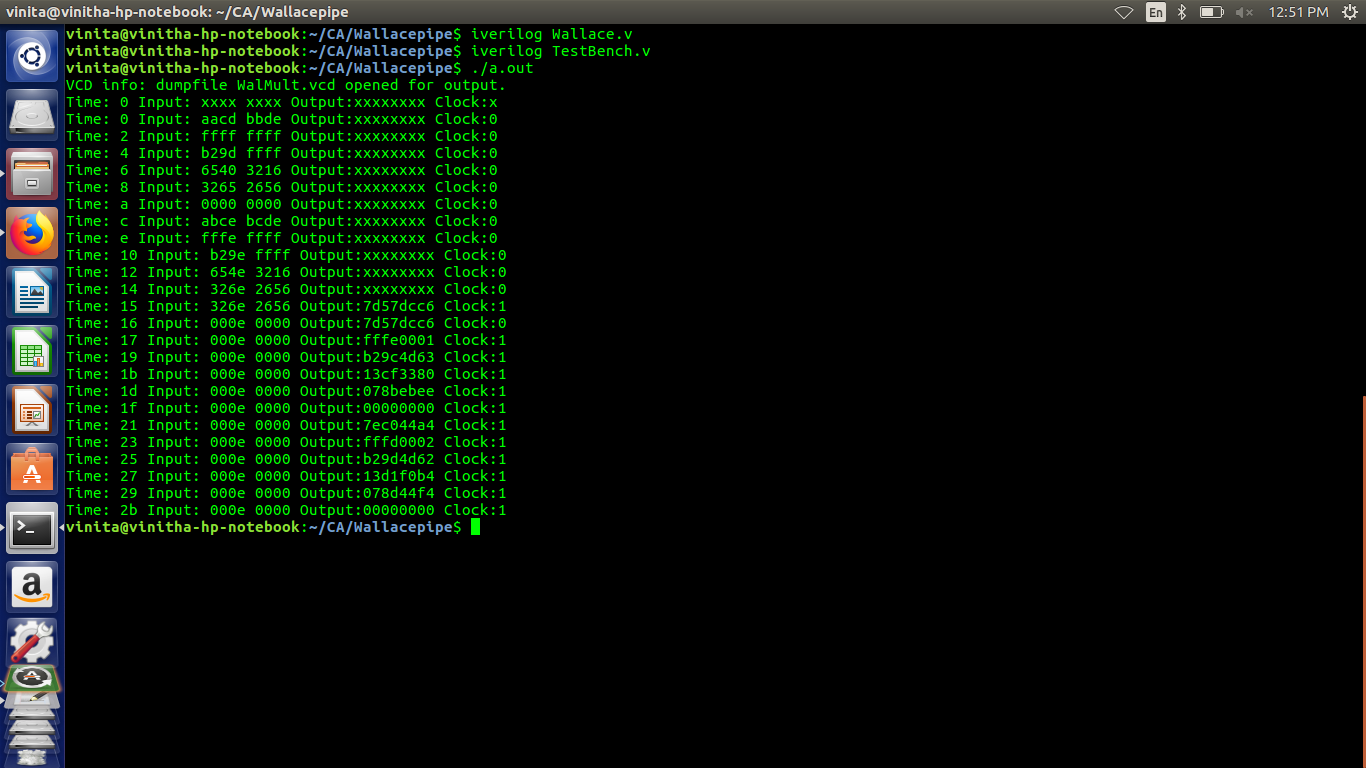 vinita@vinitha-hp-notebook: ~/CA/Wallacepipe
En
12:51 PM
vinita@vinitha-hp-notebook:~/CA/Wallacepipe$ iverilog Wallace.v
vinita@vinitha-hp-notebook:~/CA/Wallacepipe$ iverilog TestBench.v
vinita@vinitha-hp-notebook:~/CA/Wallacepipe$ ./a.out
VCD info: dumpfile WalMult.vcd opened for output.
Time: 0 Input: xxxx xxxx Output:xxxxxxxx Clock:x
Time: 0 Input: aacd bbde Output:xxxxxxxx Clock:0
Time: 2 Input: ffff ffff Output:xxxxxxxx Clock:0
Time: 4 Input: b29d ffff Output:xxxxxxxx Clock:0
Time: 6 Input: 6540 3216 Output:xxxxxxxx Clock:0
Time: 8 Input: 3265 2656 Output:xxxxxxxx Clock:0
Time: a Input: 0000 0000 Output:xxxxxxxx Clock:0
Time: c Input: abce bcde Output:xxxxxxxx Clock:0
Time: e Input: fffe ffff Output:xxxxxxxx Clock:0
Time: 10 Input: b29e ffff Output:xxxxxxxx Clock:0
Time: 12 Input: 654e 3216 Output:xxxxxxxx Clock:0
Time: 14 Input: 326e 2656 Output:xxxxxxxx Clock:0
Time: 15 Input: 326e 2656 Output:7d57dcc6 Clock:1
Time: 16 Input: 000e 0000 Output:7d57dcc6 Clock:0
Time: 17 Input: 000e 0000 Output:fffe0001 Clock:1
Time: 19 Input: 000e 0000 Output:b29c4d63 Clock:1
Time: 1b Input: 000e 0000 Output:13cf3380 Clock:1
Time: 1d Input: 000e 0000 Output:078bebee Clock:1
Time: 1f Input: 000e 0000 Output:00000000 Clock:1
Time: 21 Input: 000e 0000 Output:7ec044a4 Clock:1
Time: 23 Input: 000e 0000 Output:fffd0002 Clock:1
Time: 25 Input: 000e 0000 Output:b29d4d62 Clock:1
Time: 27 Input: 000e 0000 Output:13d1f0b4 Clock:1
Time: 29 Input: 000e 0000 Output:078d44f4 Clock:1
Time: 2b Input: 000e 0000 Output:00000000 Clock:1
vinita@vinitha-hp-notebook:~/CA/Wallacepipe$